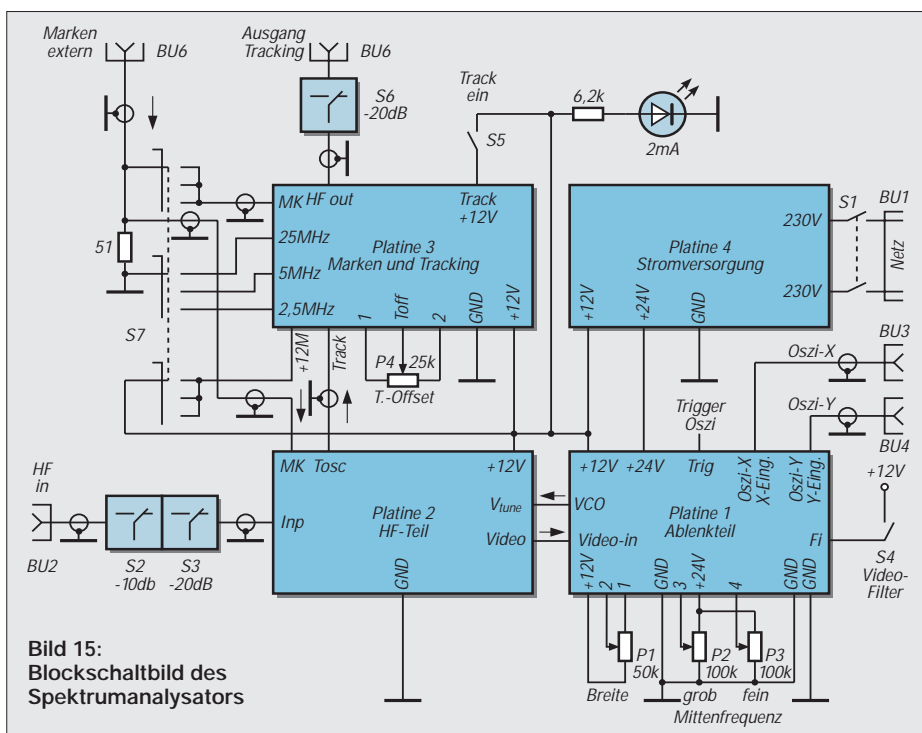 Marken
extern
BU6
Ausgang
Tracking
BU6
S6
-20dB
Track
ein
S5
6,2k
2mA
MK
HF out
Track
+12V
25MHz
5MHz
2,5MHz
Platine 3
Marken und Tracking
1
Toff
2
GND
+12V
51
S7
+12M
Track
P4
25k
T.-Offset
Platine 4
Stromversorgung
230V
230V
+12V
+24V
GND
S1
BU1
Netz
BU3
Oszi-X
Oszi-Y
BU4
Trigger
Oszi
HF
in
BU2
S2
-10db
S3
-20dB
MK
Tosc
+12V
Inp
Platine 2
HF-Teil
Vtune
Video
GND
+12V
+24V
Trig
Oszi-X
X-Eing.
Oszi-Y
Y-Eing.
VCO
Platine 1
Ablenkteil
Video-in
Fi
+12V
S4
Video-
Filter
+12V
2
1
GND
3
+24V
4
GND
GND
P1
50k
P2
100k
P3
100k
Breite
grob
fein
Mittenfrequenz
Bild 15:
Blockschaltbild des
Spektrumanalysators